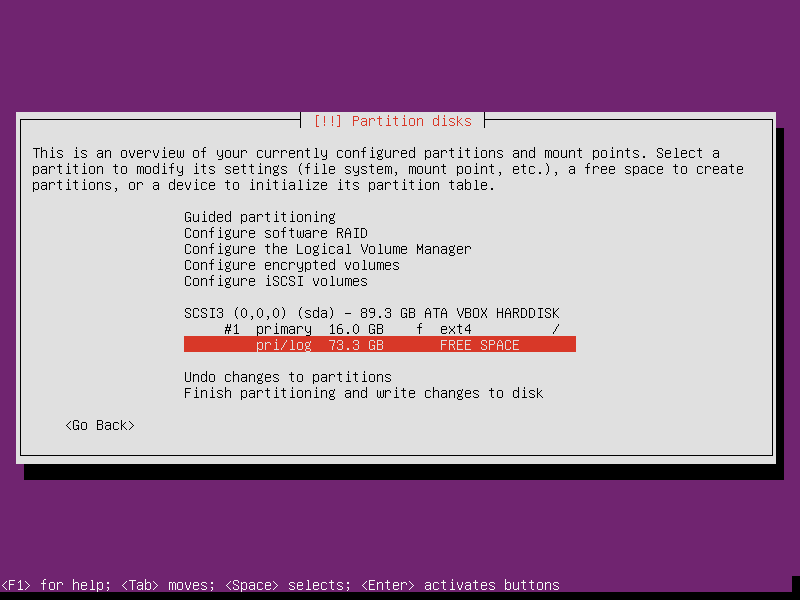 [!!] Partition disks
This is an overview of your currently configured partitions and mount points. Select a
partition to modify its settings (file system, mount point, etc.), a free space to create
partitions, or a device to initialize its partition table.
Guided partitioning
Configure software RAID
Configure the Logical Volume Manager
Configure encrypted volumes
Configure iSCSI volumes
SCSI3 (0,0,0) (sda) - 89.3 GB ATA VBOX HARDDISK
#1 primary 16.0 GB f ext4 /
pri/log 73.3 GB FREE SPACE
Undo changes to partitions
Finish partitioning and write changes to disk
<Go Back>
<F1> for help; <Tab> moves; <Space> selects; <Enter> activates buttons